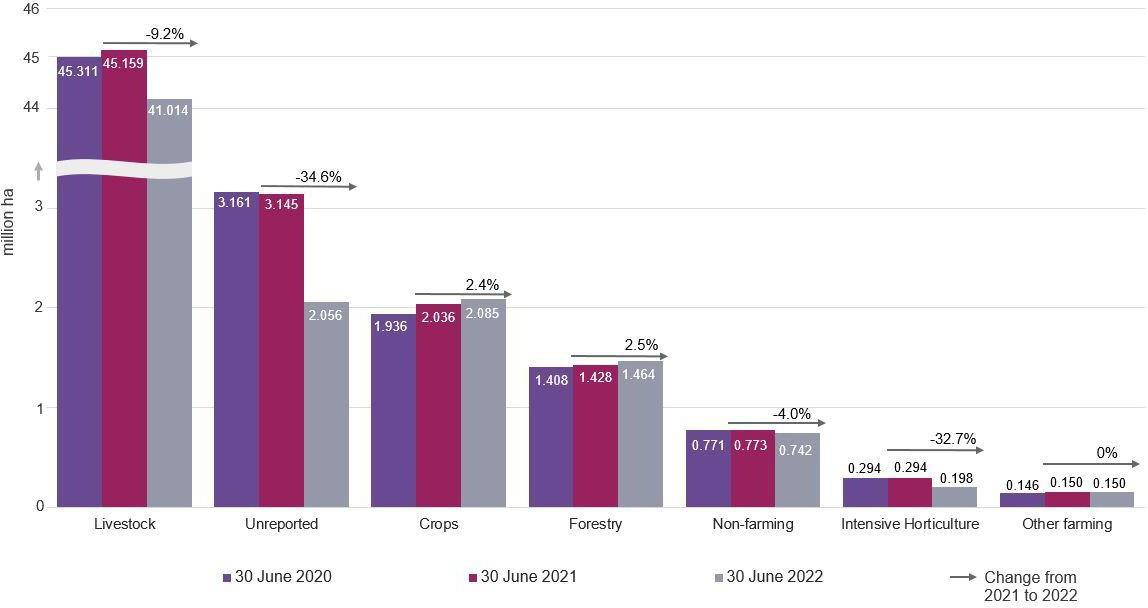 46
45
44
3
2
1
0
million ha
-9.2%
45.311 45.159 41.014
-34.6%
3.161 3.145 2.056
2.4%
1.936 2.036 2.085
2.5%
1.408 1.428 1.464
-4.0%
0.771 0.773 0.742
-32.7%
0.294 0.294 0.198
0%
0.146 0.150 0.150
Livestock Unreported Crops Forestry Non-farming Intensive Horticulture Other farming
30 June 2020 30 June 2021 30 June 2022 Change from
2021 to 2022